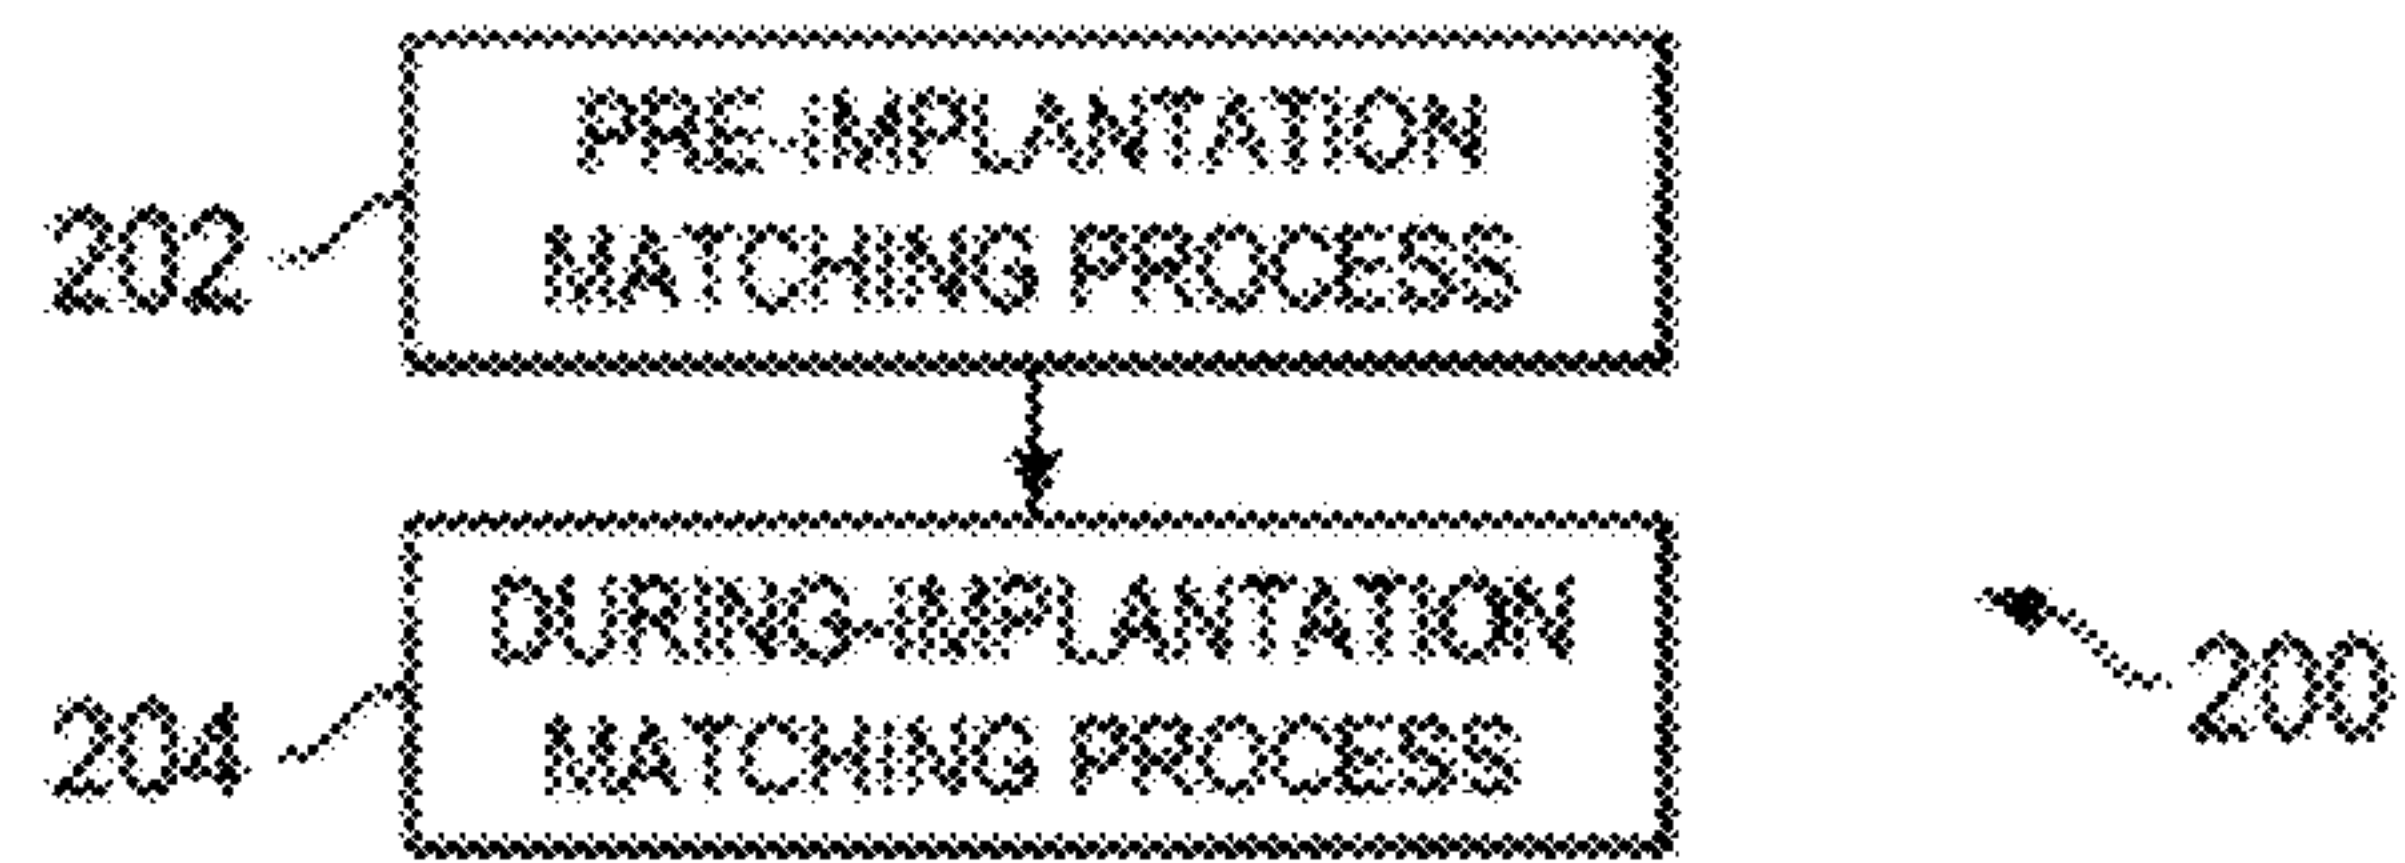 PRE-IMPLANTATION
MATCHING PROCESS
202
DURING-IMPLANTATION
MATCHING PROCESS
204
200